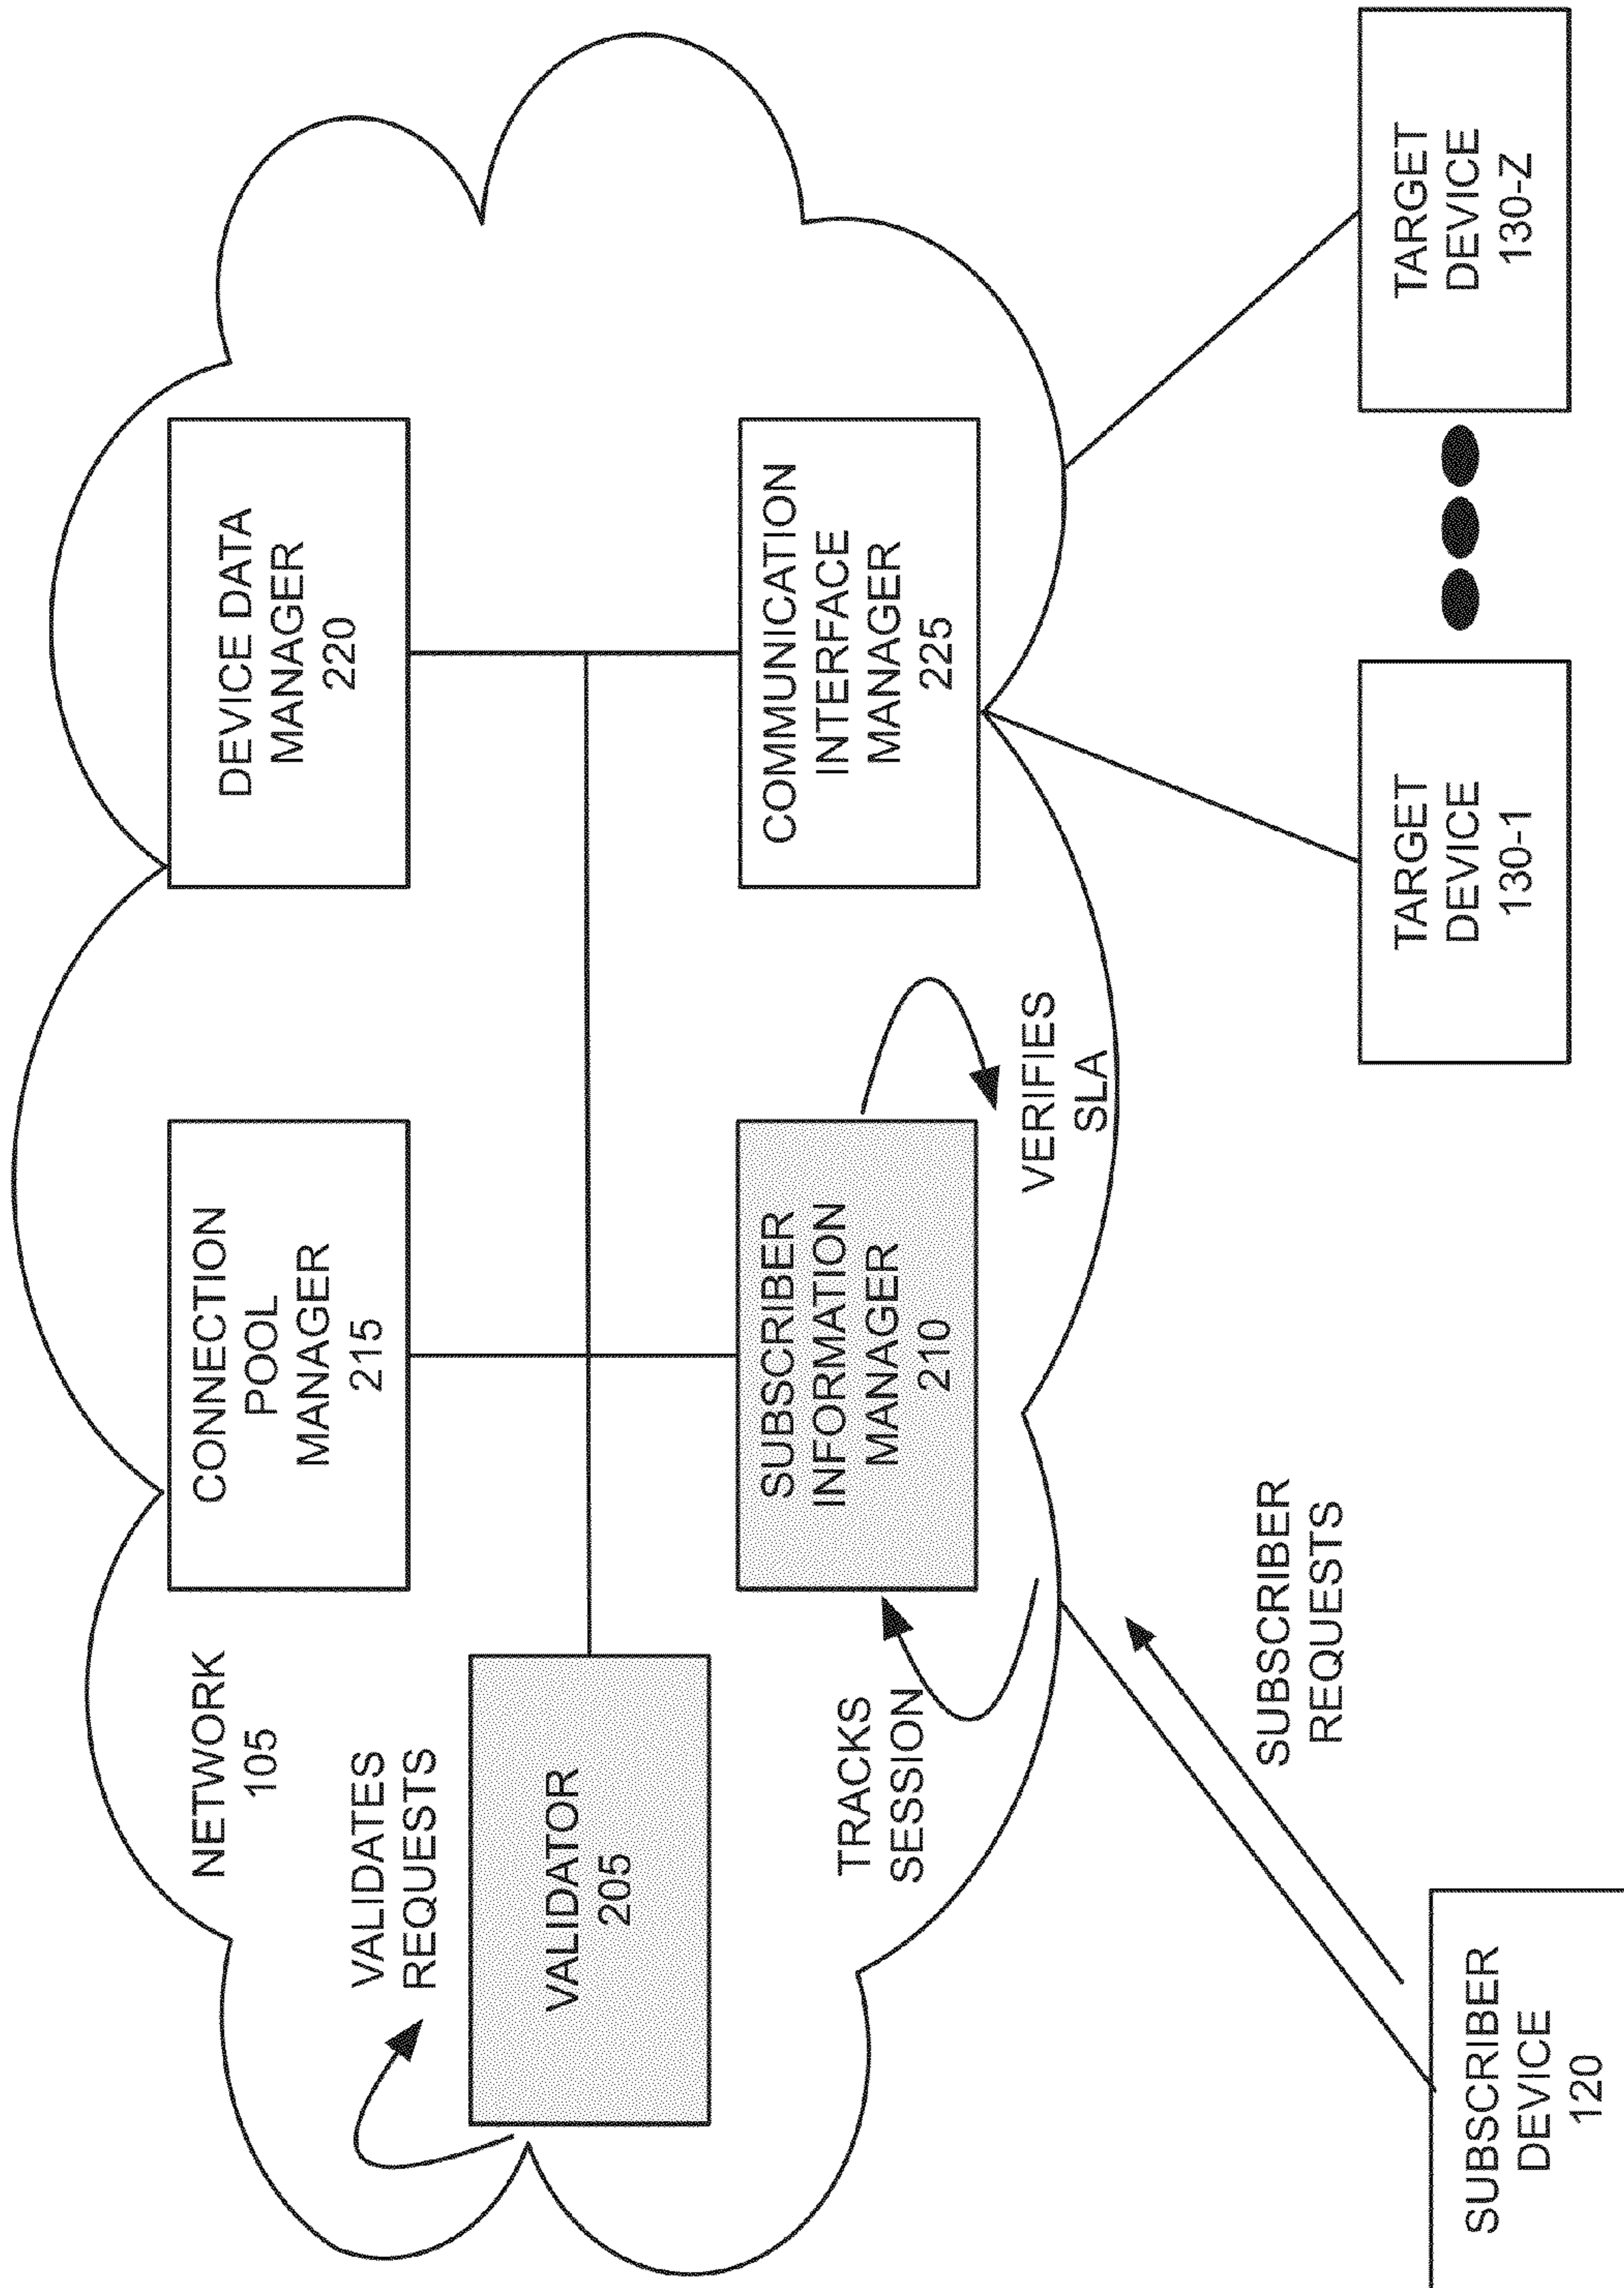 NETWORK
105
CONNECTION
POOL
MANAGER
215
DEVICE DATA
MANAGER
220
VALIDATES
REQUESTS
VALIDATOR
205
TRACKS
SESSION
SUBSCRIBER
INFORMATION
MANAGER
210
VERIFIES
SLA
COMMUNICATION
INTERFACE
MANAGER
225
SUBSCRIBER
REQUESTS
SUBSCRIBER
DEVICE
120
TARGET
DEVICE
130-1
TARGET
DEVICE
130-Z